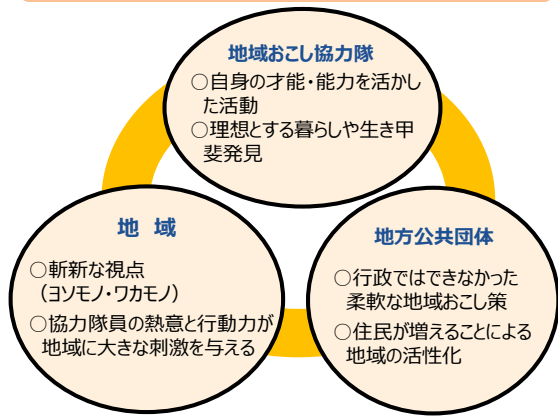 地域おこし協力隊
○自身の才能・能力を活かし
た活動
○理想とする暮らしや生き甲
斐発見
地 域
○斬新な視点
(ヨソモノ・ワカモノ)
○協力隊員の熱意と行動力が
地域に大きな刺激を与える
地方公共団体
○行政ではできなかった
柔軟な地域おこし策
○住民が増えることによる
地域の活性化